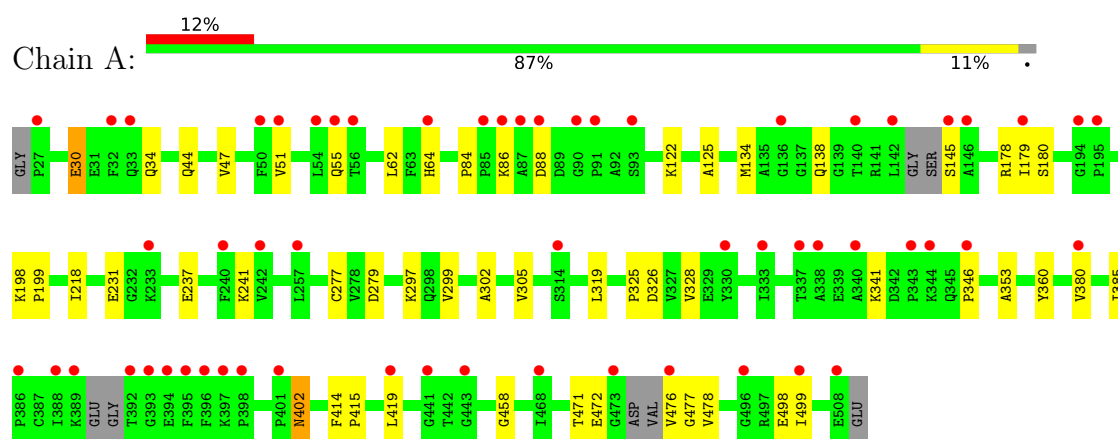 12%
Chain A:
87% 11% •
GLY P27 E30 E31 F32 Q33 Q34 Q44 V47 F50 V51 L54 Q55 T56 L62 F63 H64 P84 P85 K86 A87 D88 D89 G90 P91 A92 S93 K122 A125 M134 A135 G136 G137 Q138 G139 T140 R141 L142 GLY SER S145 A146 R178 I179 S180 G194 P195
K198 P199 I218 E231 G232 K233 E237 F240 K241 V242 L257 C277 V278 D279 K297 Q298 V299 A302 V305 S314 L319 P325 D326 V327 V328 E329 Y330 I333 T337 A338 E339 A340 K341 D342 P343 K344 Q345 P346 A353 Y360 V380 I385
P386 C387 I388 K389 GLU GLY T392 G393 E394 F395 F396 K397 P398 P401 N402 F414 P415 L419 G441 T442 G443 G458 I468 T471 E472 G473 ASP VAL V476 G477 V478 G496 R497 E498 I499 E508 GLU